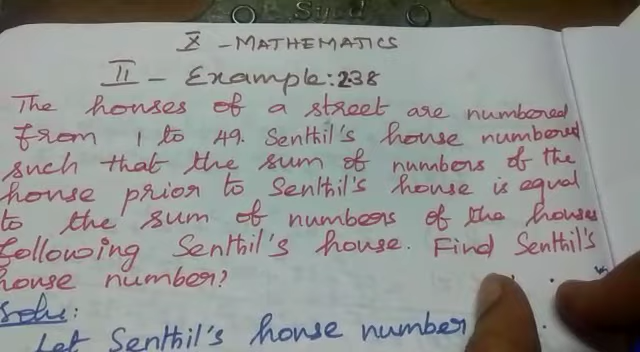 X - MATHEMATICS
II - Example: 2.38
The houses of a street are numbered
from 1 to 49. Senthil's house numbered
such that the sum of numbers of the
house prior to Senthil's house is equal
to the sum of numbers of the houses
following Senthil's house. Find Senthil's
house number?
Soln:
Let Senthil's house number